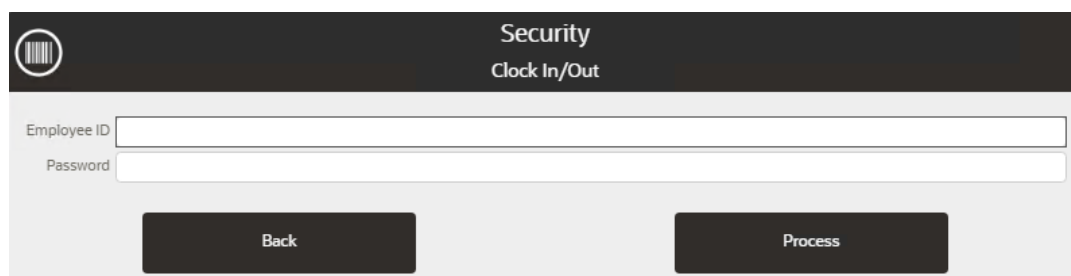 Security
Clock In/Out
Employee ID
Password
Back
Process